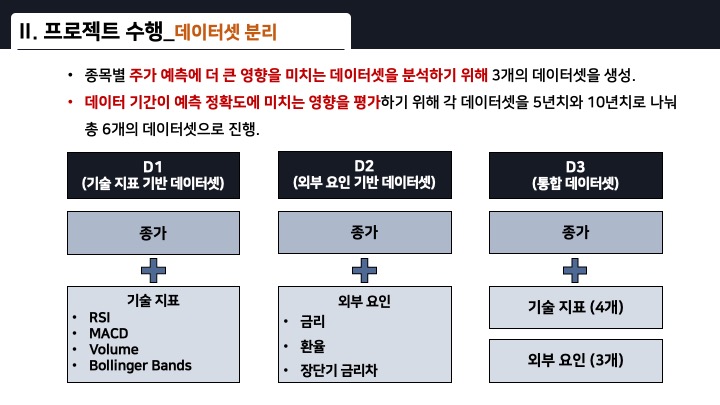 II. 프로젝트 수행_데이터셋 분리
• 종목별 주가 예측에 더 큰 영향을 미치는 데이터셋을 분석하기 위해 3개의 데이터셋을 생성.
• 데이터 기간이 예측 정확도에 미치는 영향을 평가하기 위해 각 데이터셋을 5년치와 10년치로 나눠
총 6개의 데이터셋으로 진행.
D1
(기술 지표 기반 데이터셋)
종가
기술 지표
• RSI
• MACD
• Volume
• Bollinger Bands
D2
(외부 요인 기반 데이터셋)
종가
외부 요인
• 금리
• 환율
• 장단기 금리차
D3
(통합 데이터셋)
종가
기술 지표 (4개)
외부 요인 (3개)